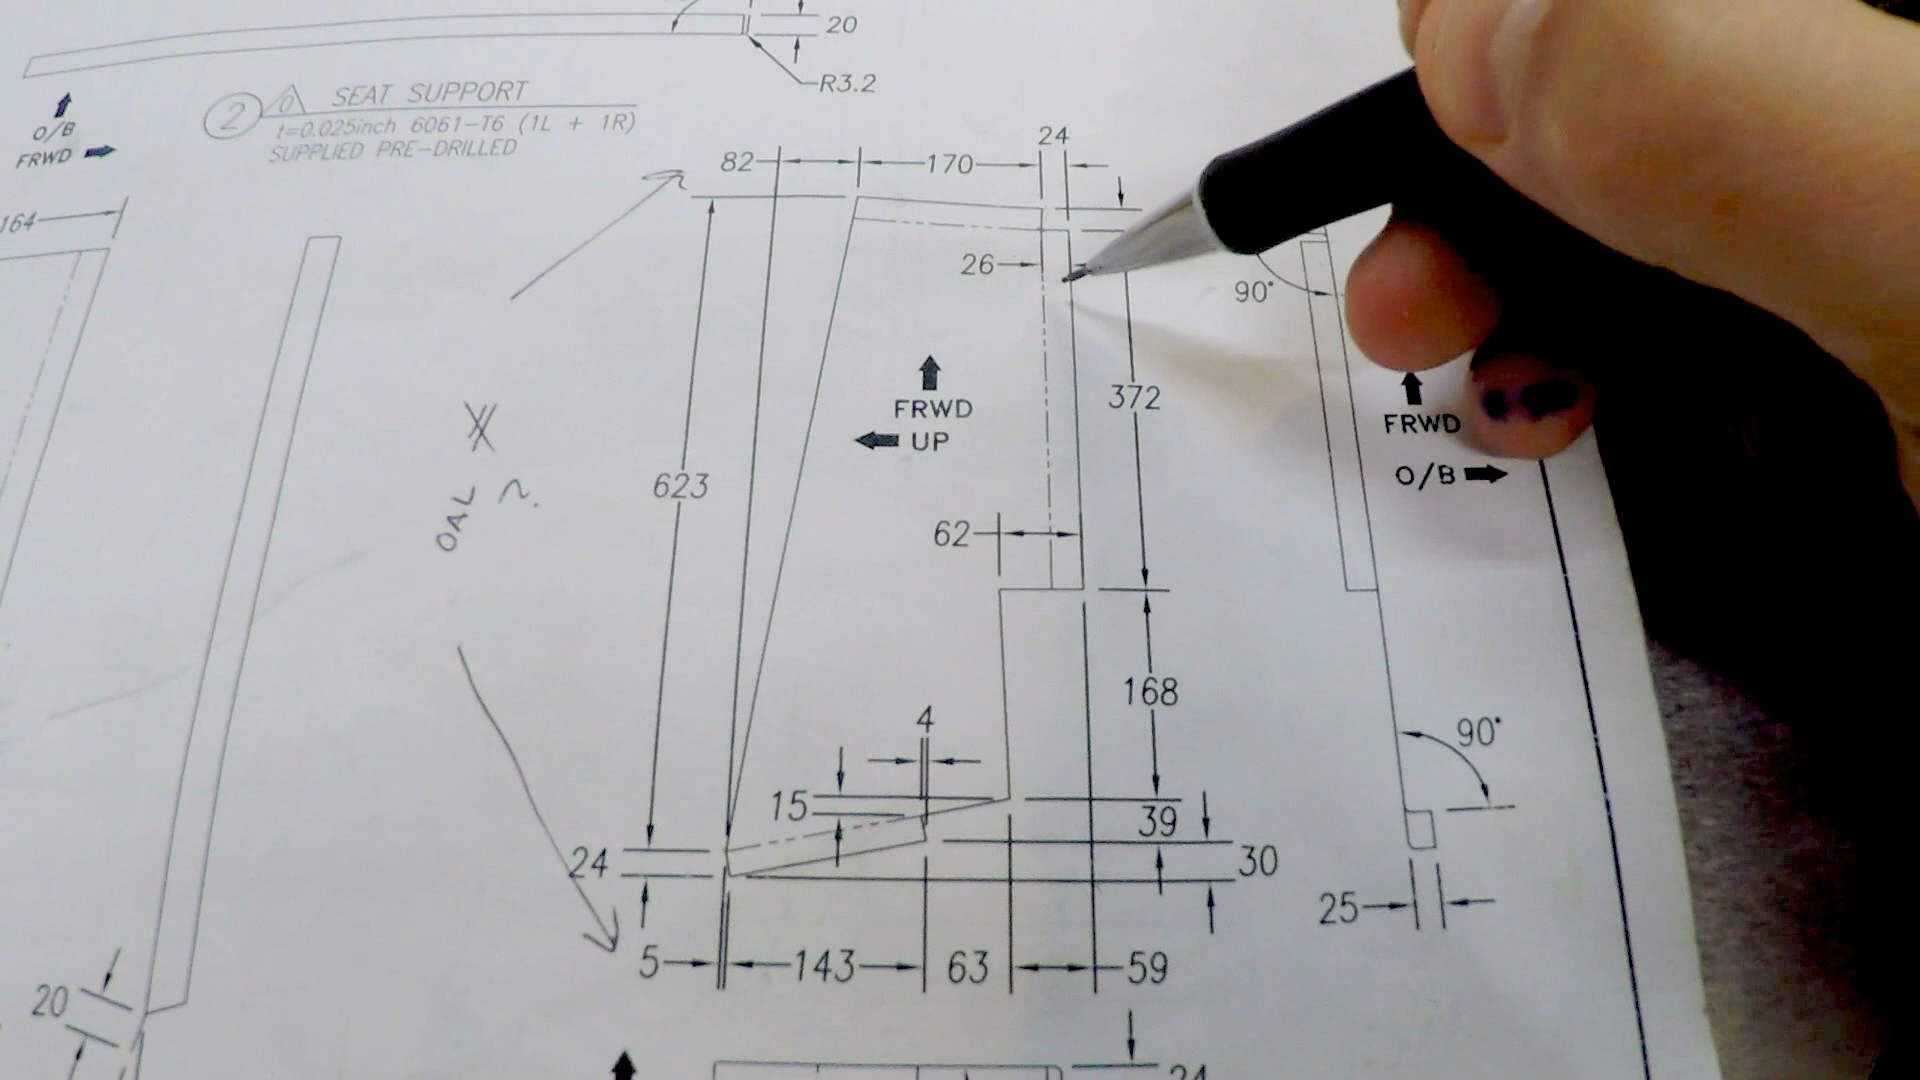 20
R3.2
2 0 SEAT SUPPORT
t=0.025inch 6061-T6 (1L + 1R)
SUPPLIED PRE-DRILLED
O/B
FRWD
164
24
82
170
26
90°
FRWD
UP
372
FRWD
O/B
623
OAL
?
62
168
90°
4
15
39
24
30
25
5
143
63
59
20
24